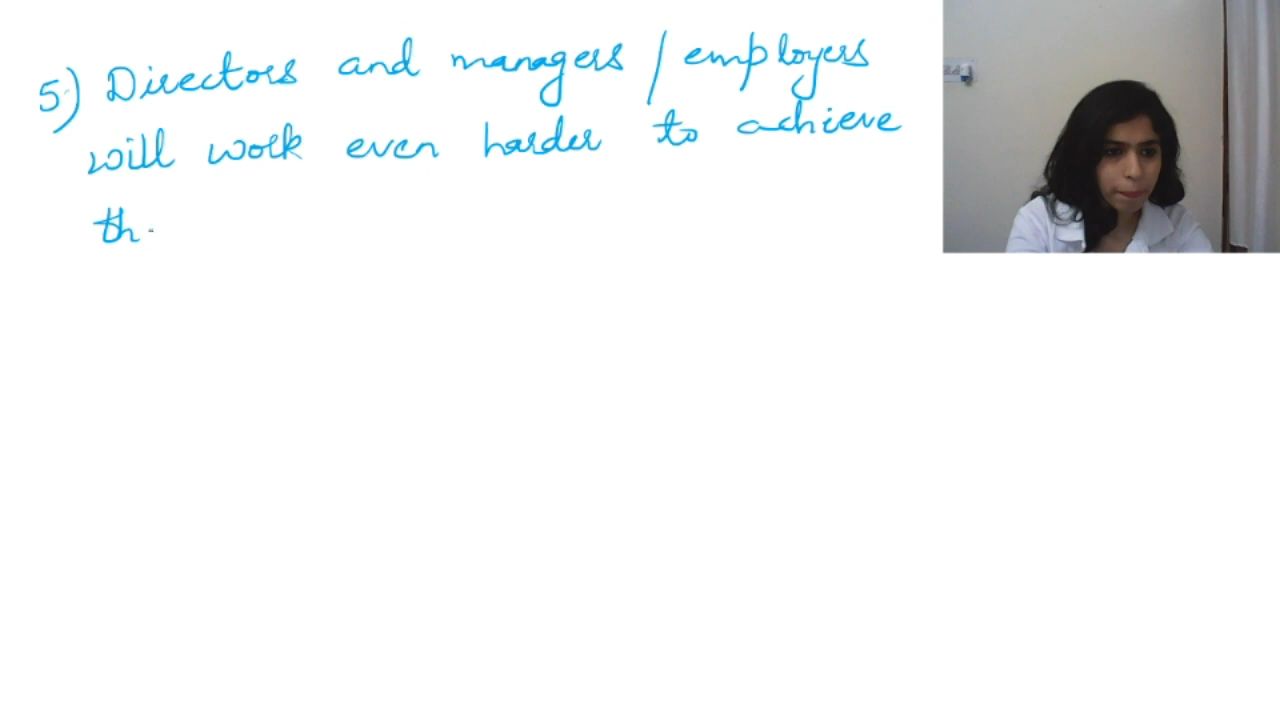 5) Directors and managers / employers
will work even harder to achieve
th